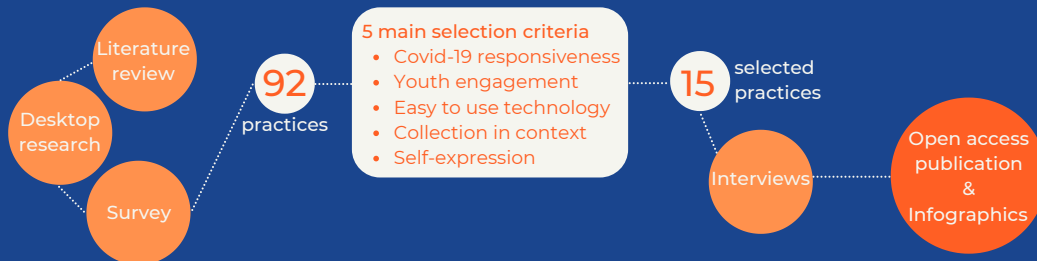 Literature
review
Desktop
research
Survey
92
practices
5 main selection criteria
• Covid-19 responsiveness
• Youth engagement
• Easy to use technology
• Collection in context
• Self-expression
15
selected
practices
Interviews
Open access
publication
&
Infographics